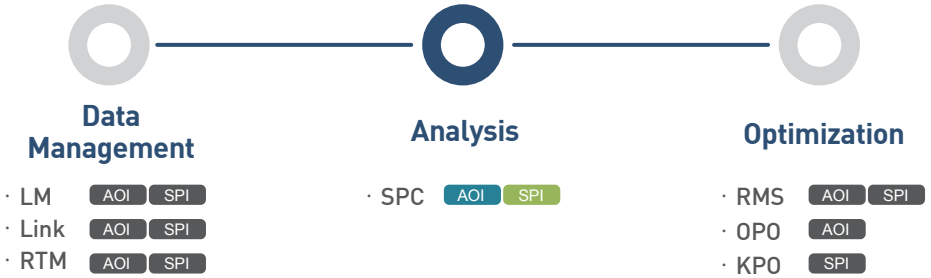 Data
Management
· LM AOI SPI
· Link AOI SPI
· RTM AOI SPI
Analysis
· SPC AOI SPI
Optimization
· RMS AOI SPI
· OPO AOI
· KPO SPI